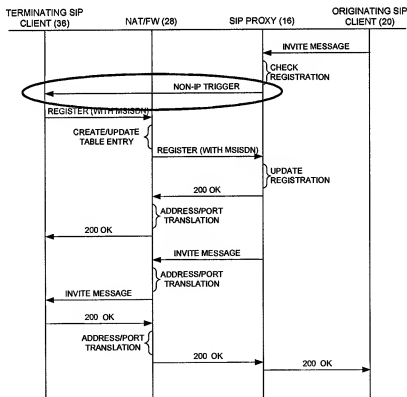 TERMINATING SIP
CLIENT (36)
NAT/FW (28)
SIP PROXY (16)
ORIGINATING SIP
CLIENT (20)
INVITE MESSAGE
CHECK
REGISTRATION
NON-IP TRIGGER
REGISTER (WITH MSISDN)
CREATE/UPDATE
TABLE ENTRY
REGISTER (WITH MSISDN)
UPDATE
REGISTRATION
200 OK
ADDRESS/PORT
TRANSLATION
200 OK
INVITE MESSAGE
ADDRESS/PORT
TRANSLATION
INVITE MESSAGE
200 OK
ADDRESS/PORT
TRANSLATION
200 OK
200 OK